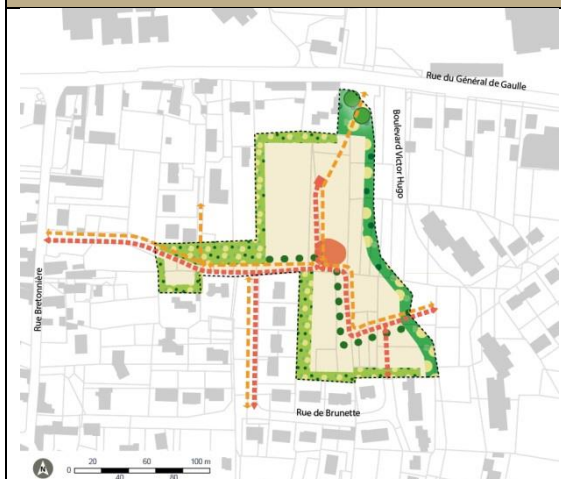 Rue du Général de Gaulle
Boulevard Victor Hugo
Rue Bretonnière
Rue de Brunette
N
0 20 60 100 m
40 80